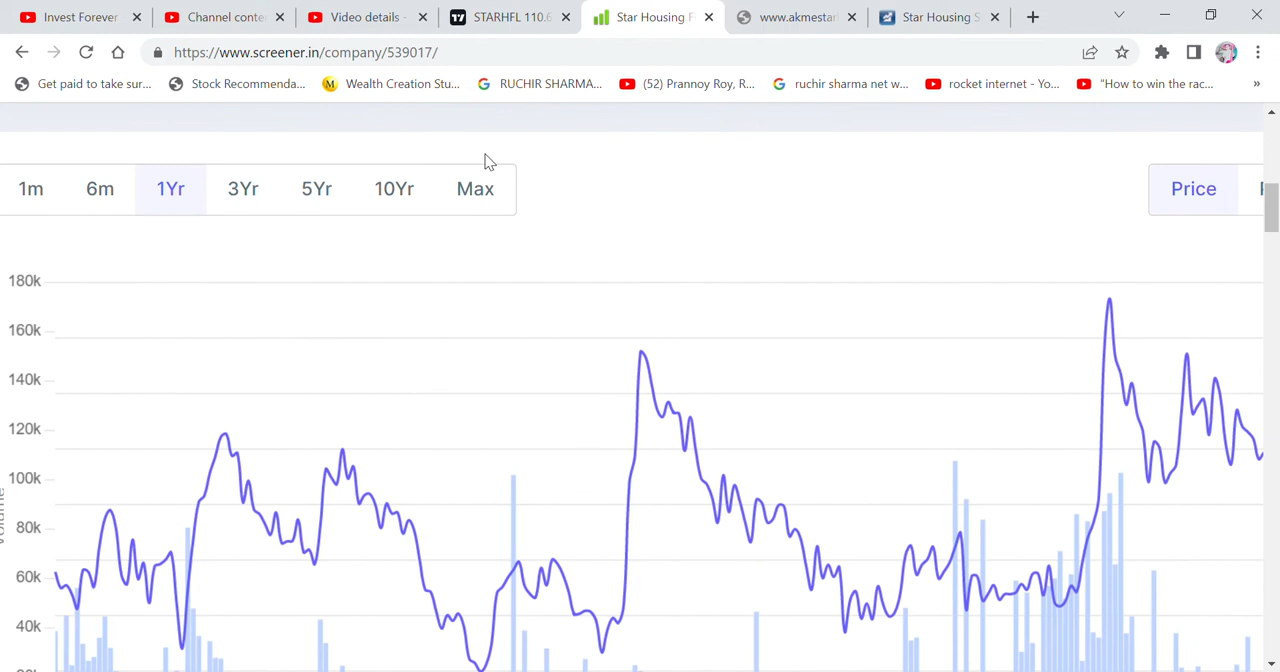 Invest Forever
Channel conte
Video details -
STARHFL 110.6
Star Housing F
www.akmestar
Star Housing S
https://www.screener.in/company/539017/
Get paid to take sur...
Stock Recommenda...
Wealth Creation Stu...
RUCHIR SHARMA...
(52) Prannoy Roy, R...
ruchir sharma net w...
rocket internet - Yo...
"How to win the rac...
»
1m 6m 1Yr 3Yr 5Yr 10Yr Max
Price
180k
160k
140k
120k
100k
80k
60k
40k